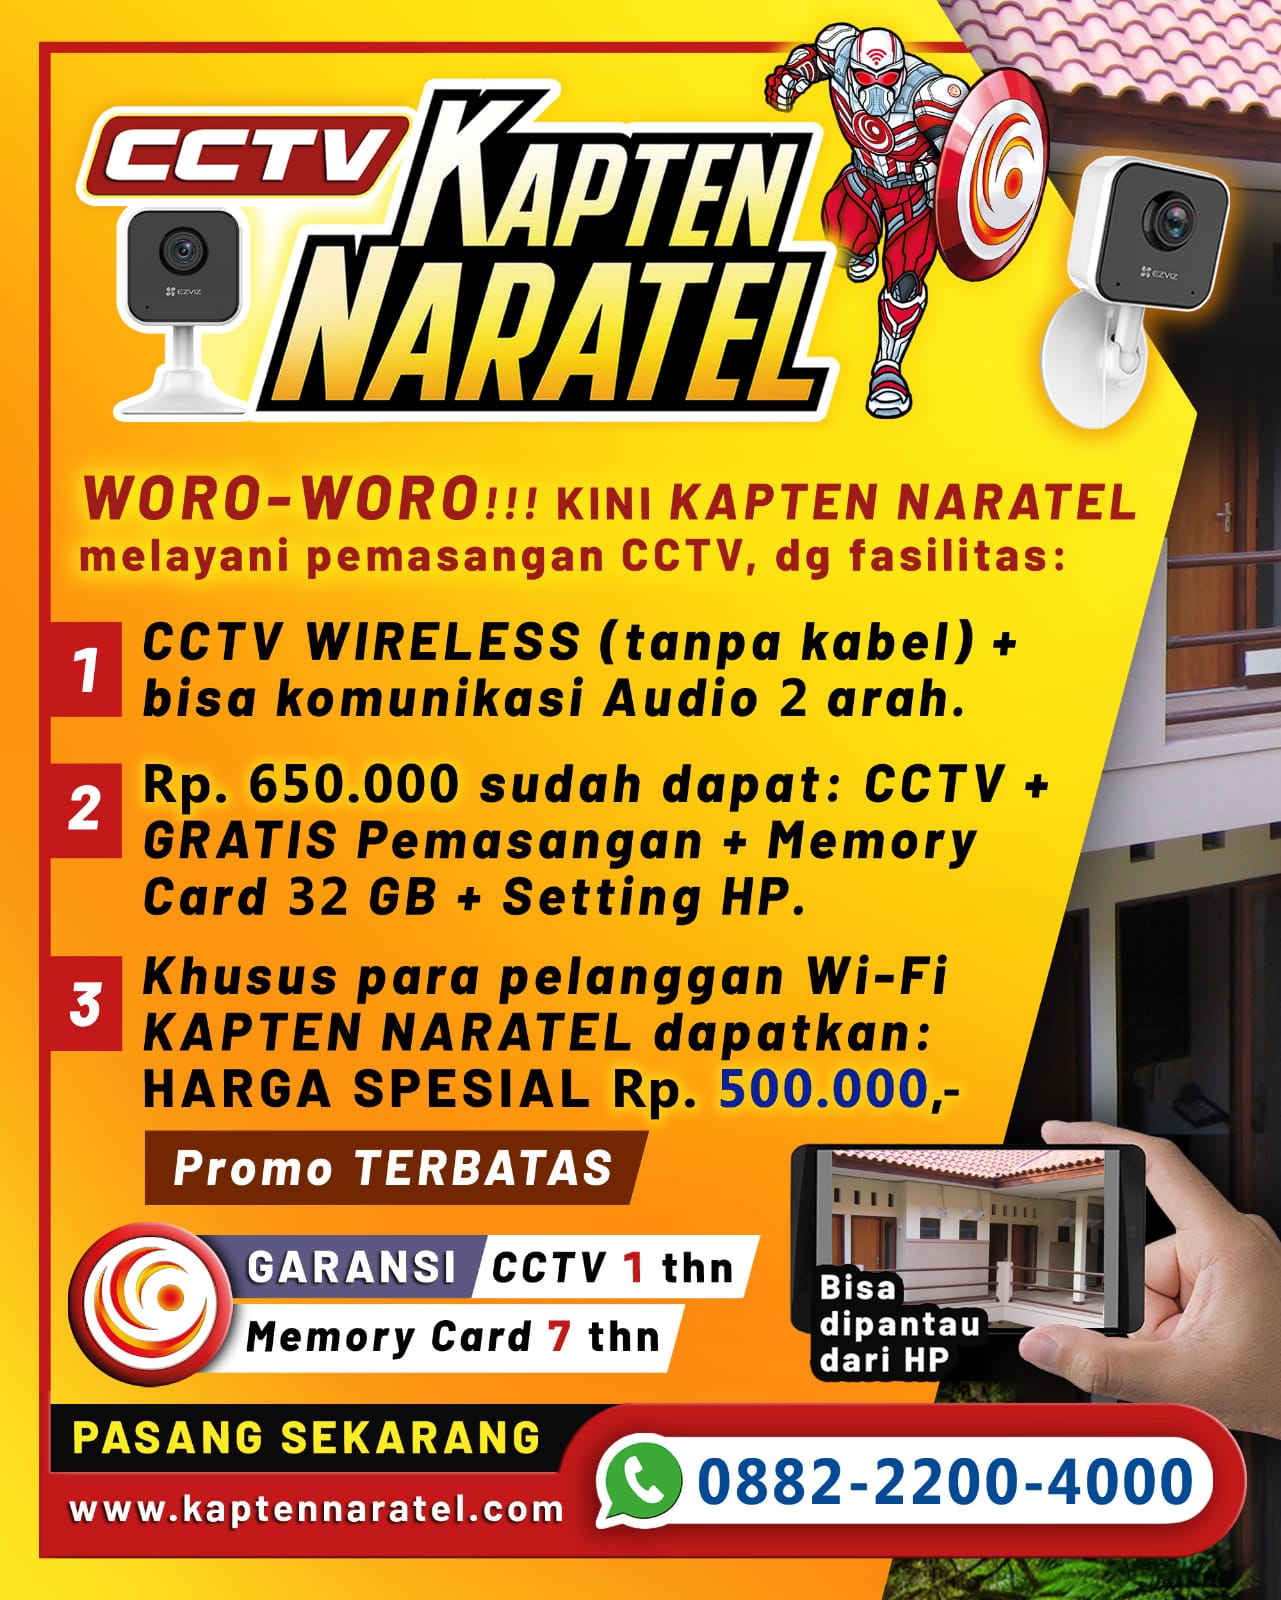 CCTV KAPTEN
NARATEL
EZVIZ
EZVIZ
WORO-WORO!!! KINI KAPTEN NARATEL
melayani pemasangan CCTV, dg fasilitas:
1 CCTV WIRELESS (tanpa kabel) +
bisa komunikasi Audio 2 arah.
2 Rp. 650.000 sudah dapat: CCTV +
GRATIS Pemasangan + Memory
Card 32 GB + Setting HP.
3 Khusus para pelanggan Wi-Fi
KAPTEN NARATEL dapatkan:
HARGA SPESIAL Rp. 500.000,-
Promo TERBATAS
GARANSI CCTV 1 thn
Memory Card 7 thn
Bisa
dipantau
dari HP
PASANG SEKARANG
www.kaptennaratel.com
0882-2200-4000